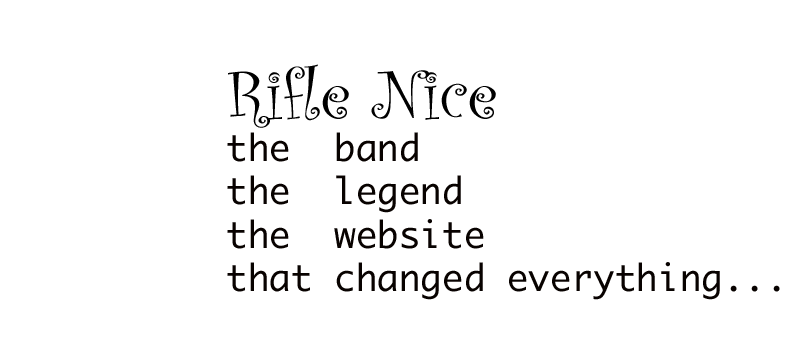 Rifle Nice
the  band
the  legend
the  website
that changed everything...